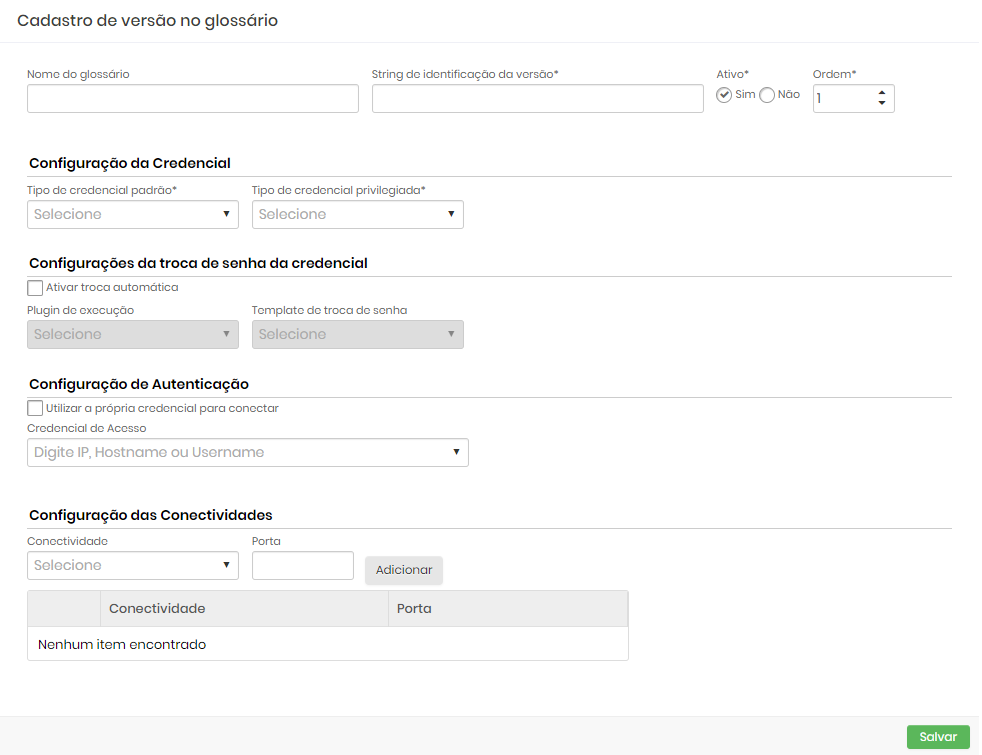 Cadastro de versão no glossário
Nome do glossário String de identificação da versão* Ativo* Ordem*
Sim Não 1
Configuração da Credencial
Tipo de credencial padrão* Tipo de credencial privilegiada*
Selecione Selecione
Configurações da troca de senha da credencial
Ativar troca automática
Plugin de execução Template de troca de senha
Selecione Selecione
Configuração de Autenticação
Utilizar a própria credencial para conectar
Credencial de Acesso
Digite IP, Hostname ou Username
Configuração das Conectividades
Conectividade Porta
Selecione Adicionar
Conectividade Porta
Nenhum item encontrado
Salvar